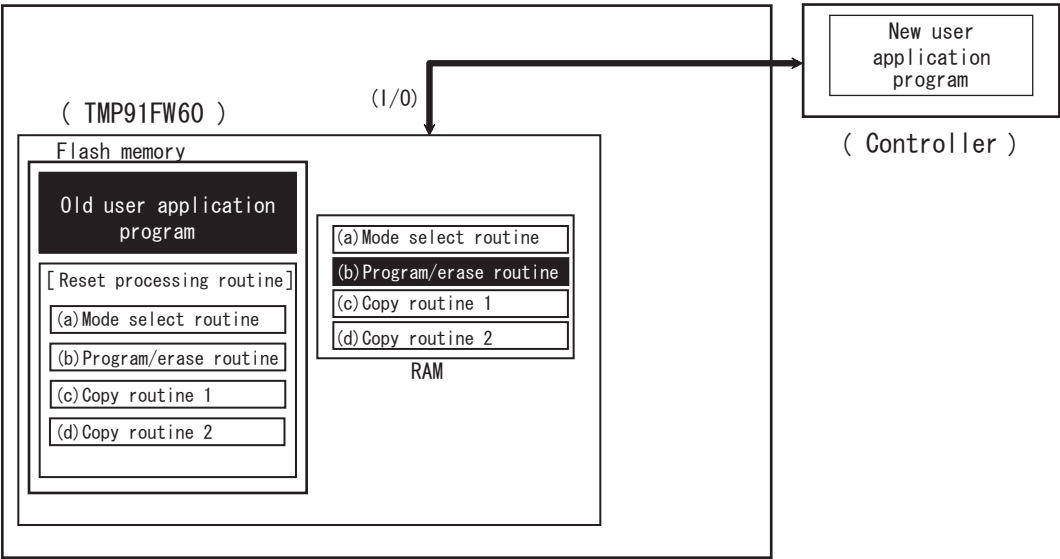 New user
application
program
( Controller )
(I/O)
( TMP91FW60 )
Flash memory
Old user application
program
[Reset processing routine]
(a)Mode select routine
(b)Program/erase routine
(c)Copy routine 1
(d)Copy routine 2
(a)Mode select routine
(b)Program/erase routine
(c)Copy routine 1
(d)Copy routine 2
RAM